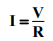 I = V/R